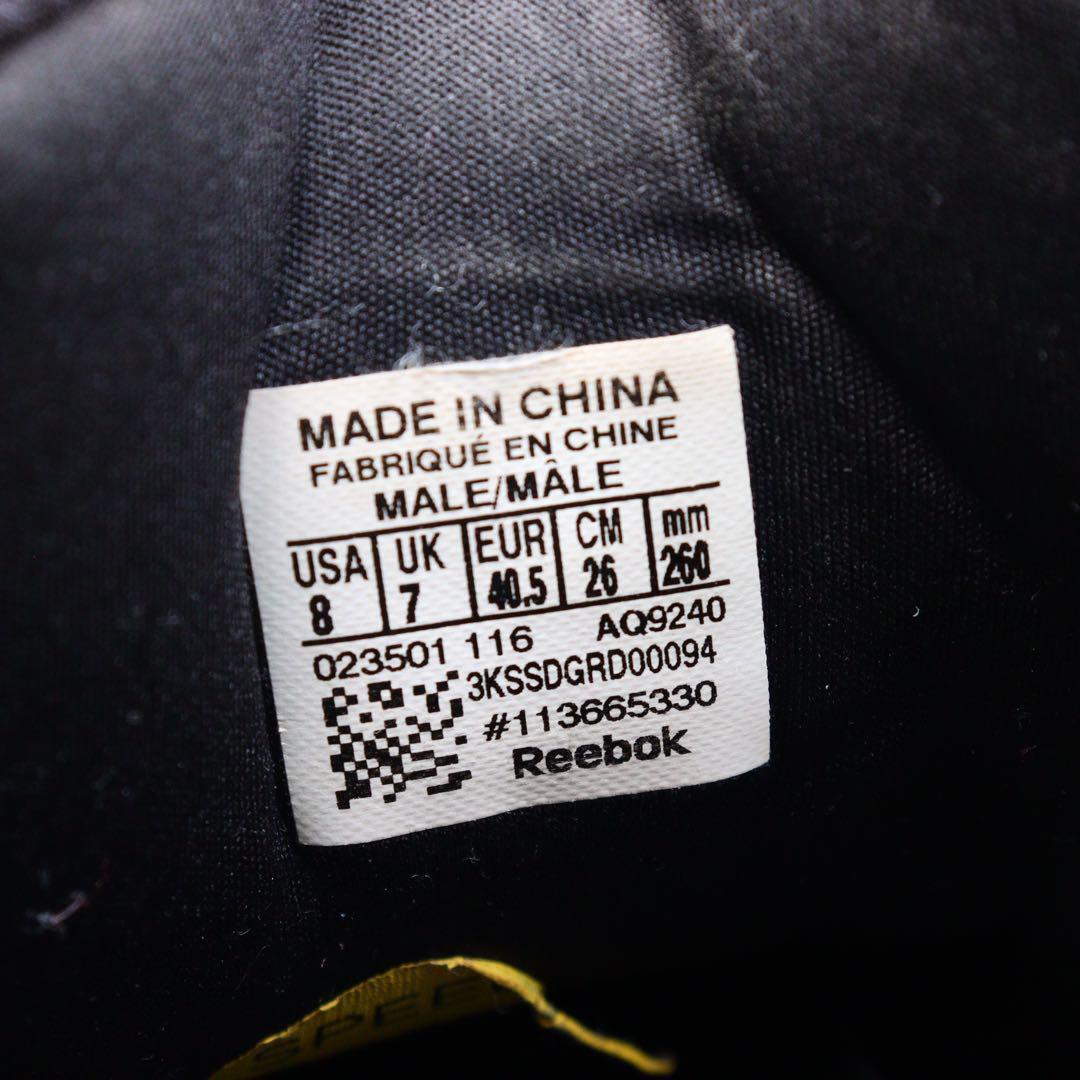 MADE IN CHINA
FABRIQUÉ EN CHINE
MALE/MÂLE
USA UK EUR CM mm
8 7 40.5 26 260
023501 116 AQ9240
3KSSDGRD00094
#113665330
Reebok